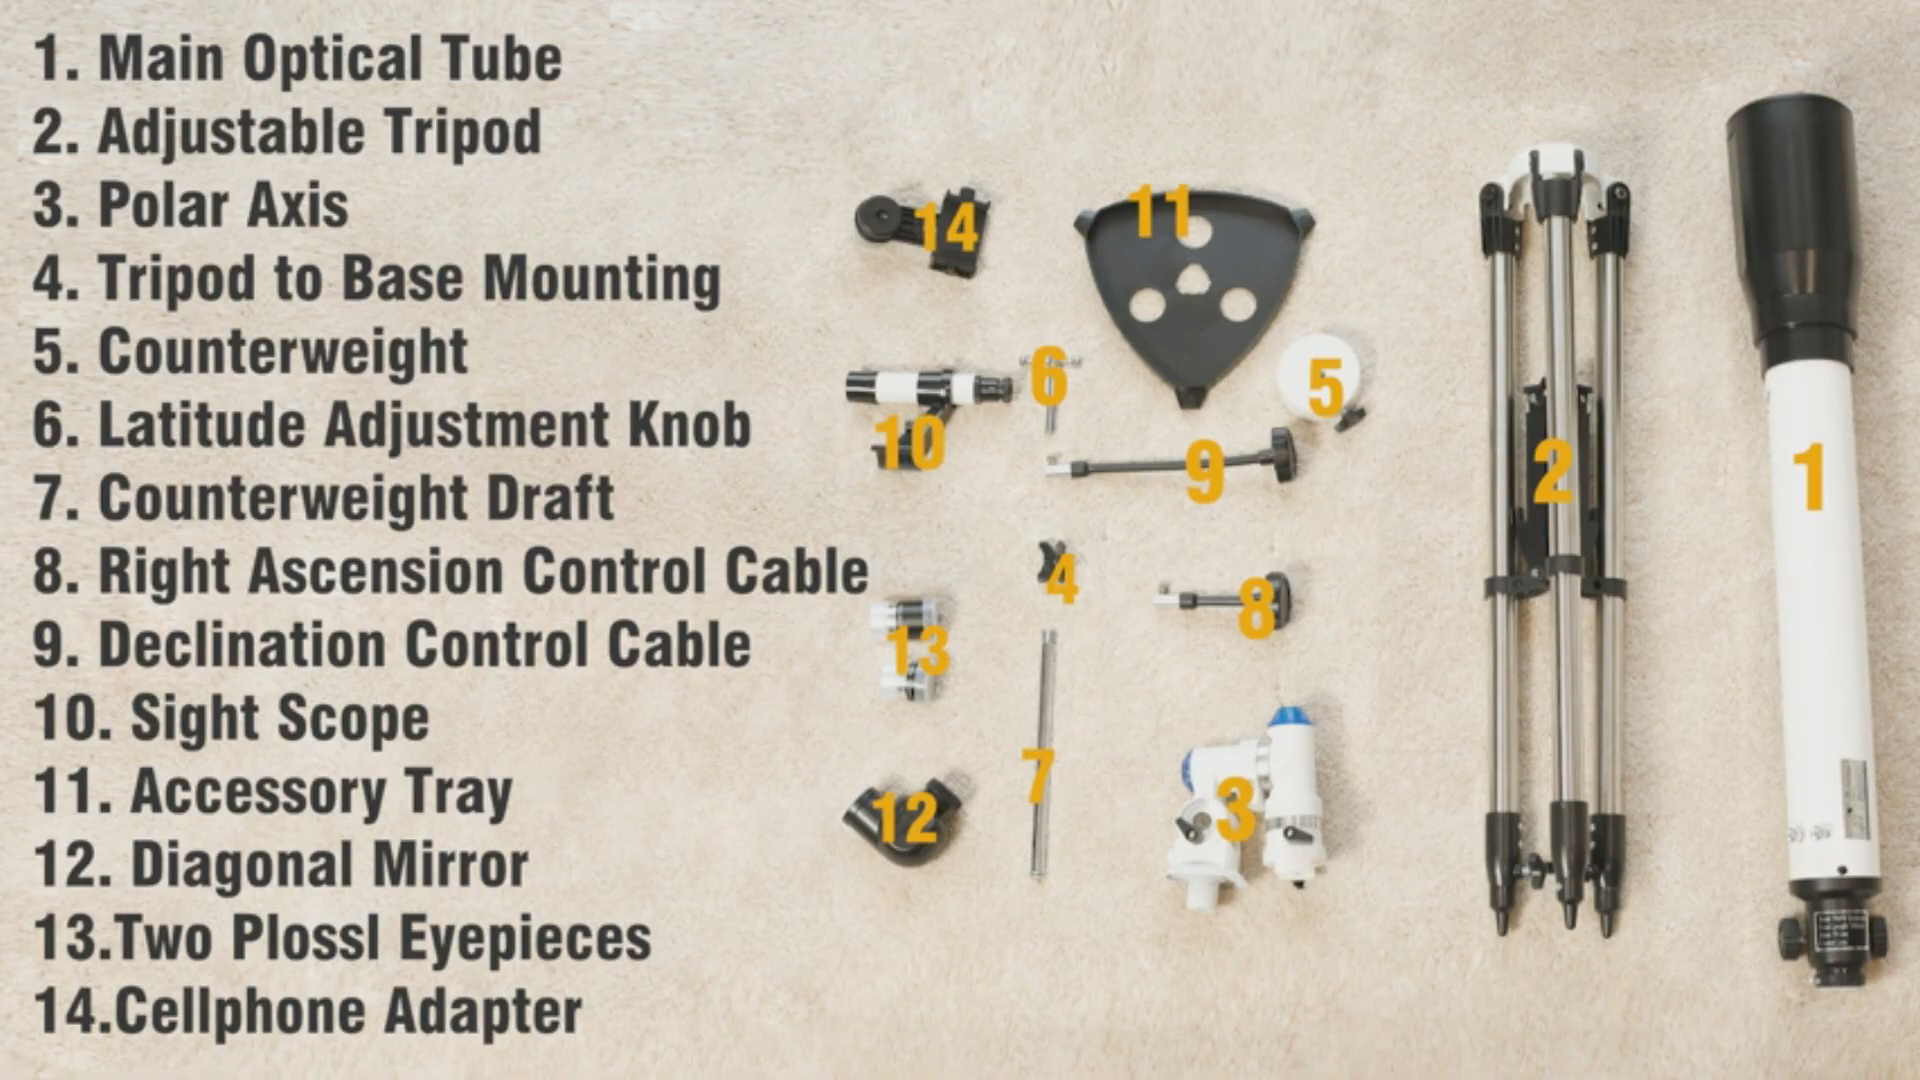 1. Main Optical Tube
2. Adjustable Tripod
3. Polar Axis
4. Tripod to Base Mounting
5. Counterweight
6. Latitude Adjustment Knob
7. Counterweight Draft
8. Right Ascension Control Cable
9. Declination Control Cable
10. Sight Scope
11. Accessory Tray
12. Diagonal Mirror
13.Two Plossl Eyepieces
14.Cellphone Adapter
14
11
6
5
10
9
2
1
4
8
13
7
3
12